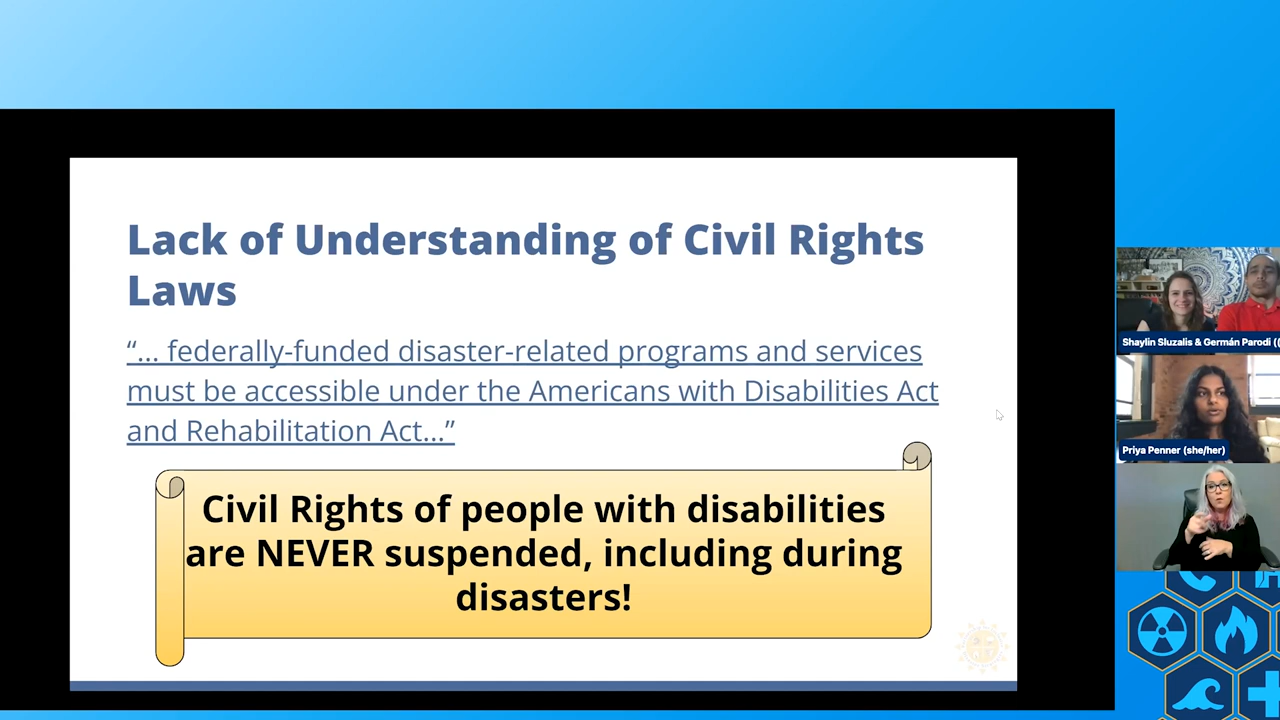 Lack of Understanding of Civil Rights
Laws
“... federally-funded disaster-related programs and services
must be accessible under the Americans with Disabilities Act
and Rehabilitation Act...”
Civil Rights of people with disabilities
are NEVER suspended, including during
disasters!
Shaylin Sluzalis & Germán Parodi ((
Priya Penner (she/her)